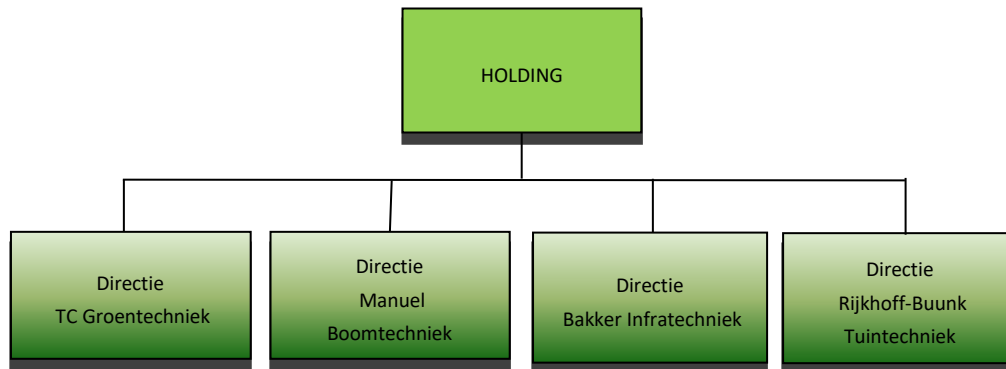 HOLDING
Directie
TC Groentechniek
Directie
Manuel
Boomtechniek
Directie
Bakker Infratechniek
Directie
Rijkhoff-Buunk
Tuintechniek